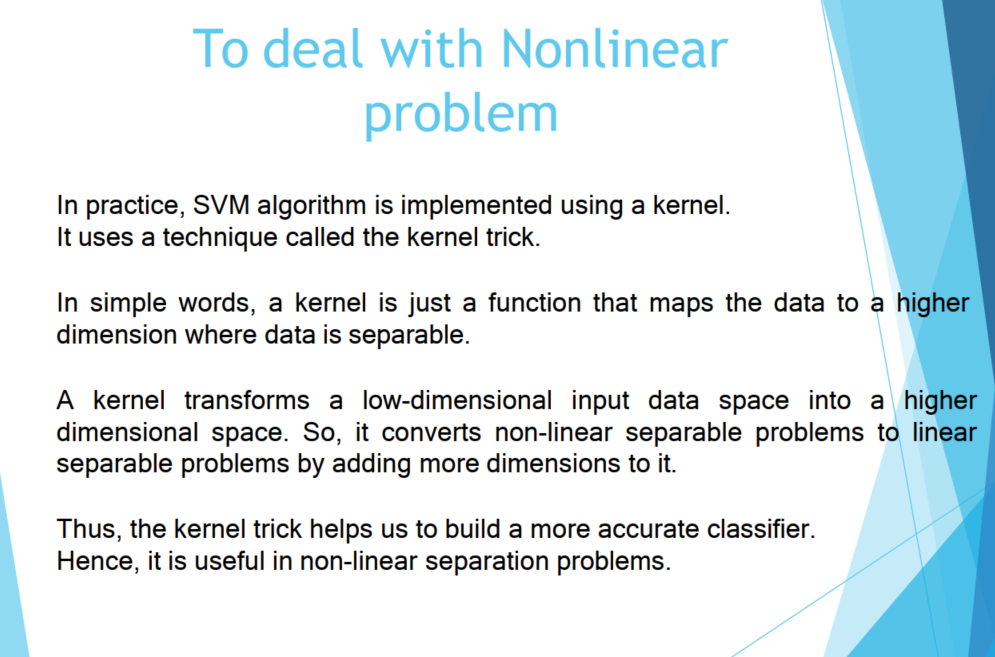 To deal with Nonlinear
problem
In practice, SVM algorithm is implemented using a kernel.
It uses a technique called the kernel trick.
In simple words, a kernel is just a function that maps the data to a higher
dimension where data is separable.
A kernel transforms a low-dimensional input data space into a higher
dimensional space. So, it converts non-linear separable problems to linear
separable problems by adding more dimensions to it.
Thus, the kernel trick helps us to build a more accurate classifier.
Hence, it is useful in non-linear separation problems.